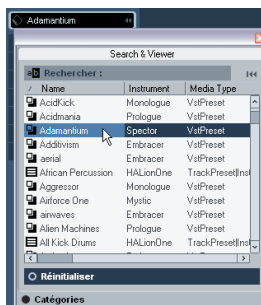 Adamantium
Search & Viewer
Rechercher :
Name Instrument Media Type
AcidKick Monologue VstPreset
Acidmania Prologue VstPreset
Adamantium Spector VstPreset
Additivism Embracer VstPreset
aerial Embracer VstPreset
African Percussion HALionOne TrackPreset|Inst
Aggressor Monologue VstPreset
Airforce One Mystic VstPreset
airwaves Embracer VstPreset
Alien Machines Prologue VstPreset
All Kick Drums HALionOne TrackPreset|Inst
Réinitialiser
Catégories